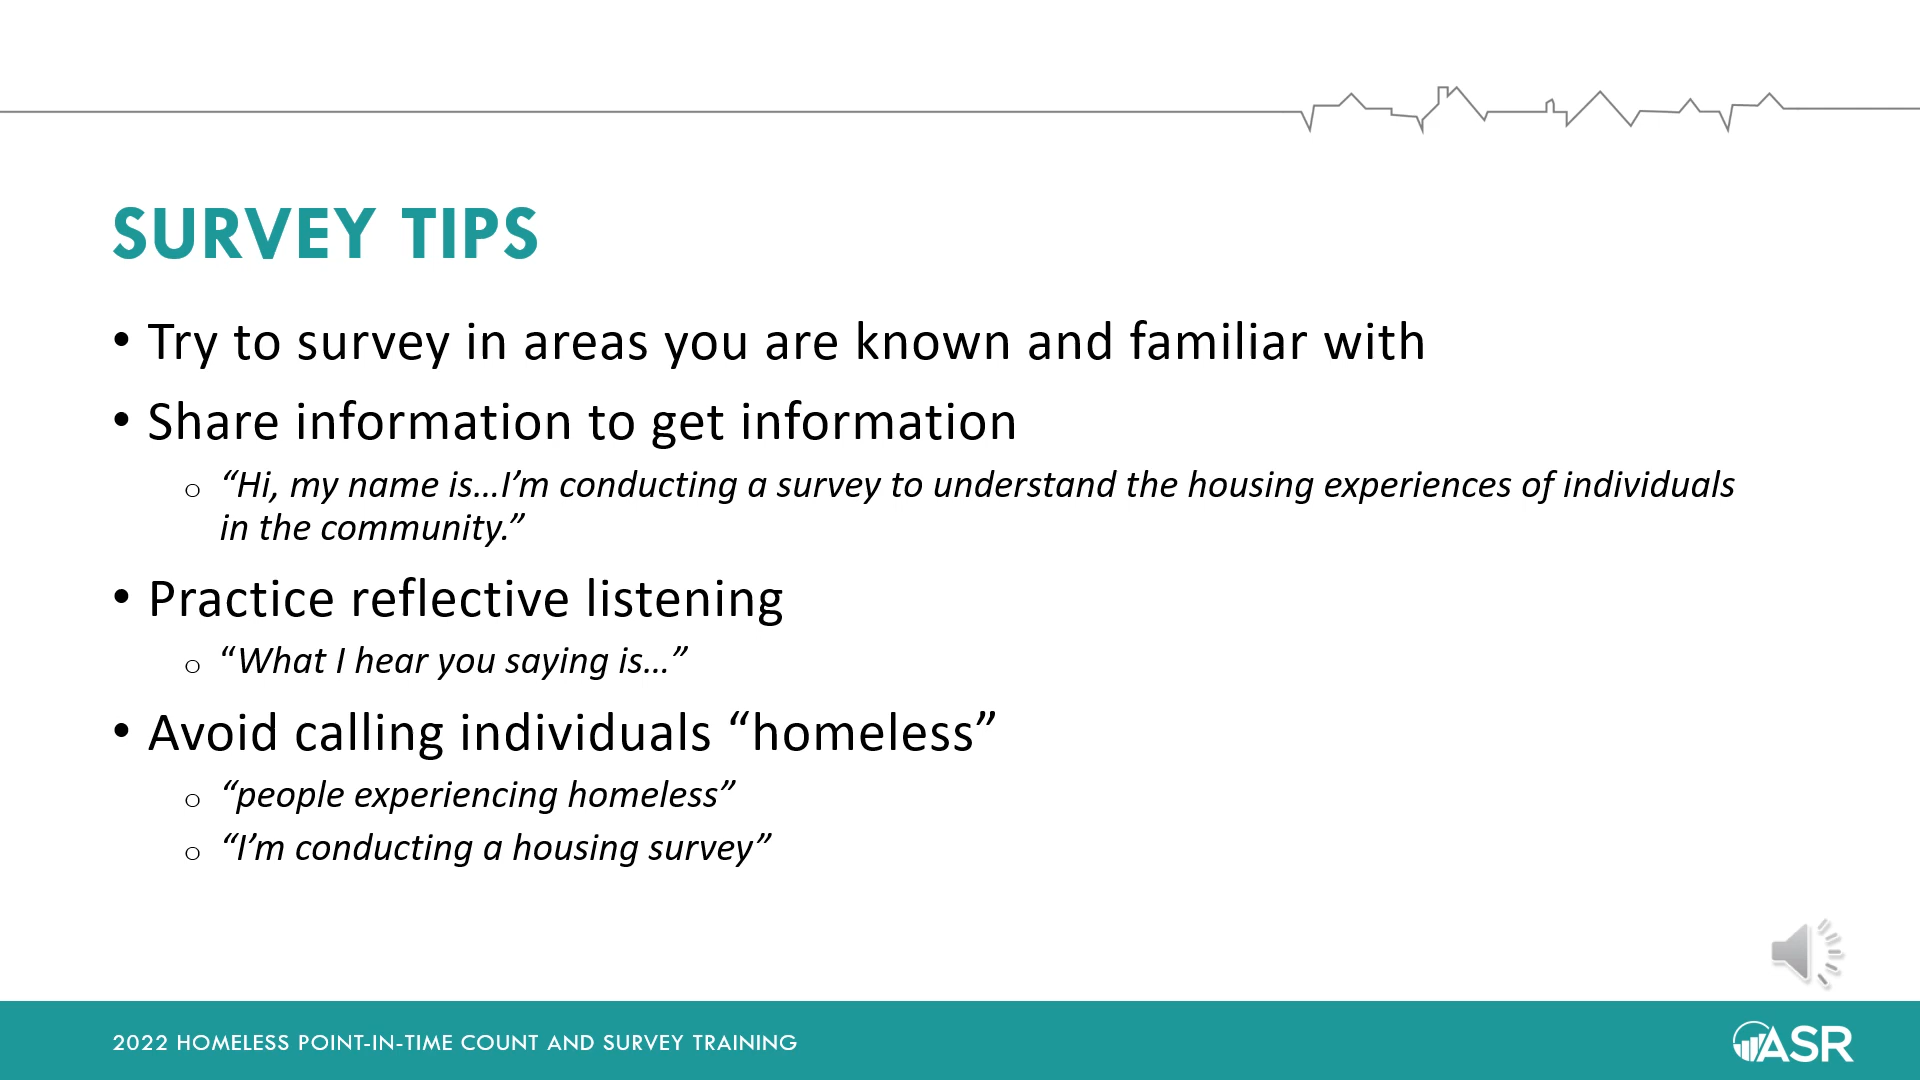 SURVEY TIPS
• Try to survey in areas you are known and familiar with
• Share information to get information
o “Hi, my name is…I’m conducting a survey to understand the housing experiences of individuals
in the community.”
• Practice reflective listening
o “What I hear you saying is…”
• Avoid calling individuals “homeless”
o “people experiencing homeless”
o “I’m conducting a housing survey”
2022 HOMELESS POINT-IN-TIME COUNT AND SURVEY TRAINING
ASR